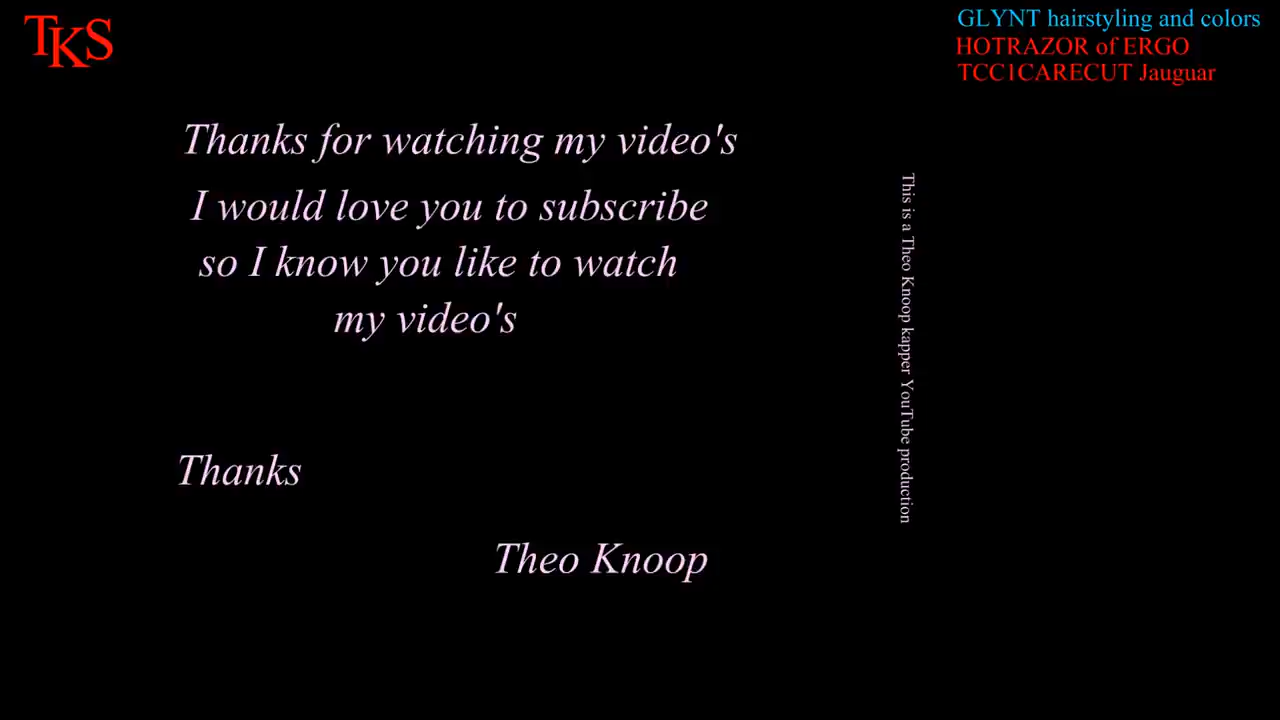 TKS
GLYNT hairstyling and colors
HOTRAZOR of ERGO
TCC1CARECUT Jauguar
Thanks for watching my video's
I would love you to subscribe
so I know you like to watch
my video's
This is a Theo Knoop kapper YouTube production
Thanks
Theo Knoop